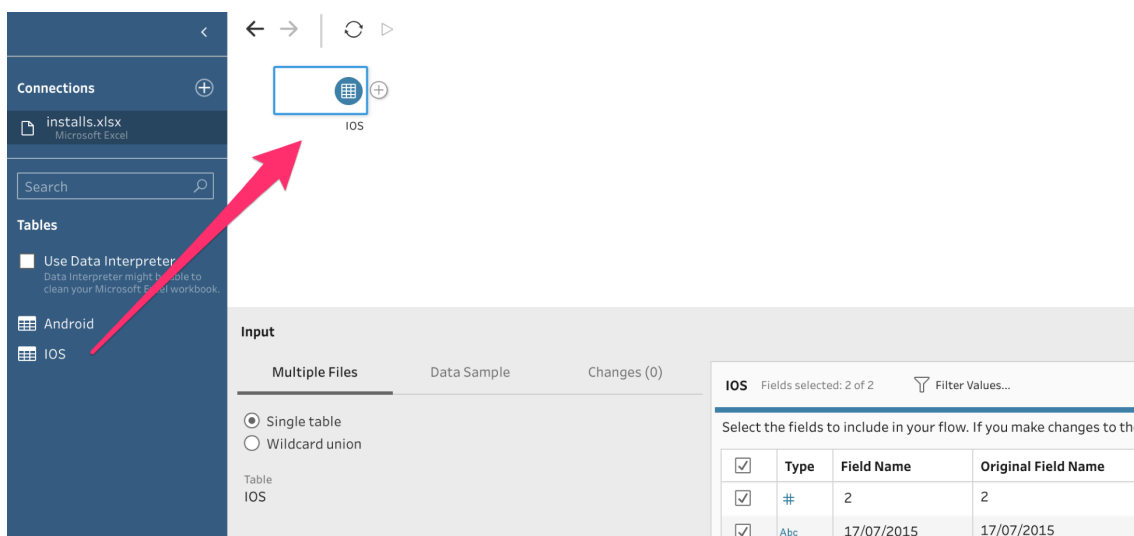 Connections
installs.xlsx
Microsoft Excel
Search
Tables
Use Data Interpreter
Data Interpreter might be able to
clean your Microsoft Excel workbook.
Android
IOS
IOS
Input
Multiple Files
Data Sample
Changes (0)
Single table
Wildcard union
Table
IOS
IOS Fields selected: 2 of 2 Filter Values...
Select the fields to include in your flow. If you make changes to th
Type Field Name Original Field Name
# 2 2
Abc 17/07/2015 17/07/2015